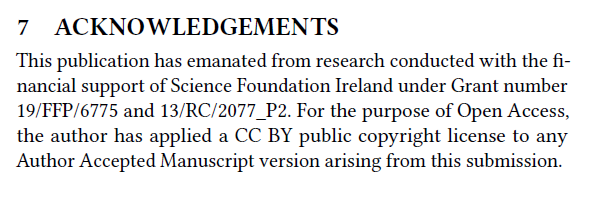 7 ACKNOWLEDGEMENTS
This publication has emanated from research conducted with the fi-
nancial support of Science Foundation Ireland under Grant number
19/FFP/6775 and 13/RC/2077_P2. For the purpose of Open Access,
the author has applied a CC BY public copyright license to any
Author Accepted Manuscript version arising from this submission.